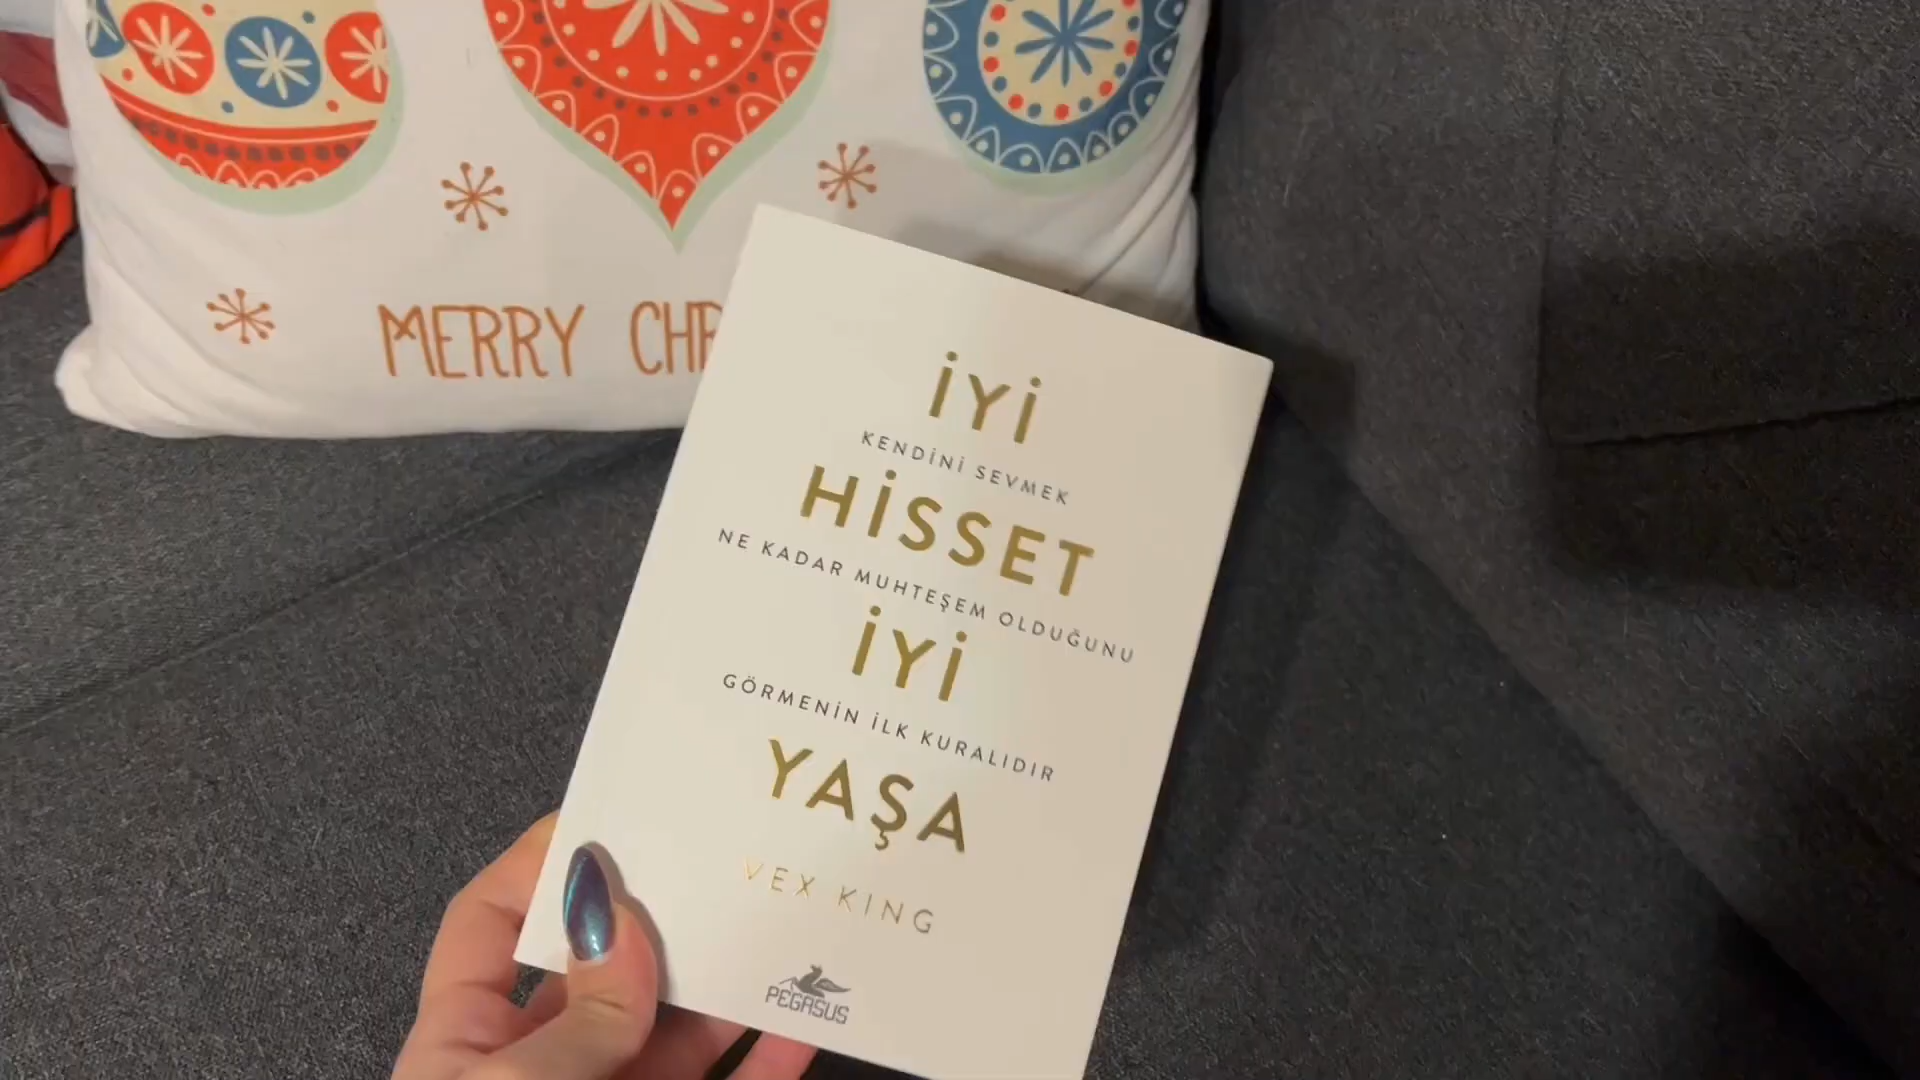 MERRY CHR
İYİ
KENDİNİ SEVMEK
HİSSET
NE KADAR MUHTEŞEM OLDUĞUNU
İYİ
GÖRMENİN İLK KURALIDIR
YAŞA
VEX KING
PEGASUS